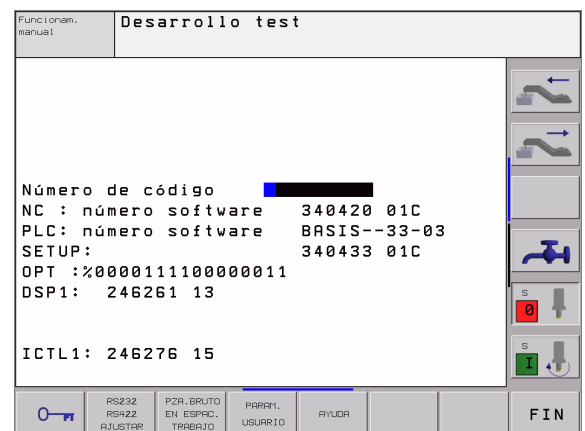 Funcionam.
manual
Desarrollo test
Número de código
NC : número software 340420 01C
PLC: número software BASIS--33-03
SETUP: 340433 01C
OPT :%0000111100000011
DSP1: 246261 13
ICTL1: 246276 15
S
0
S
I
RS232
RS422
AJUSTAR
PZA.BRUTO
EN ESPAC.
TRABAJO
PARAM.
USUARIO
AYUDA
FIN